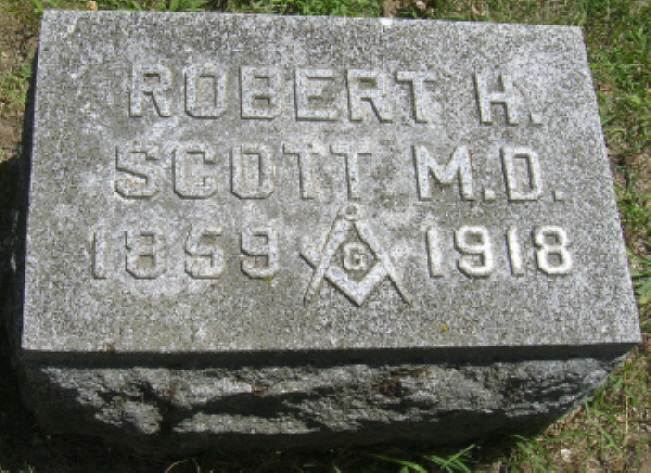 ROBERT H.
SCOTT M.D.
1859 G 1918